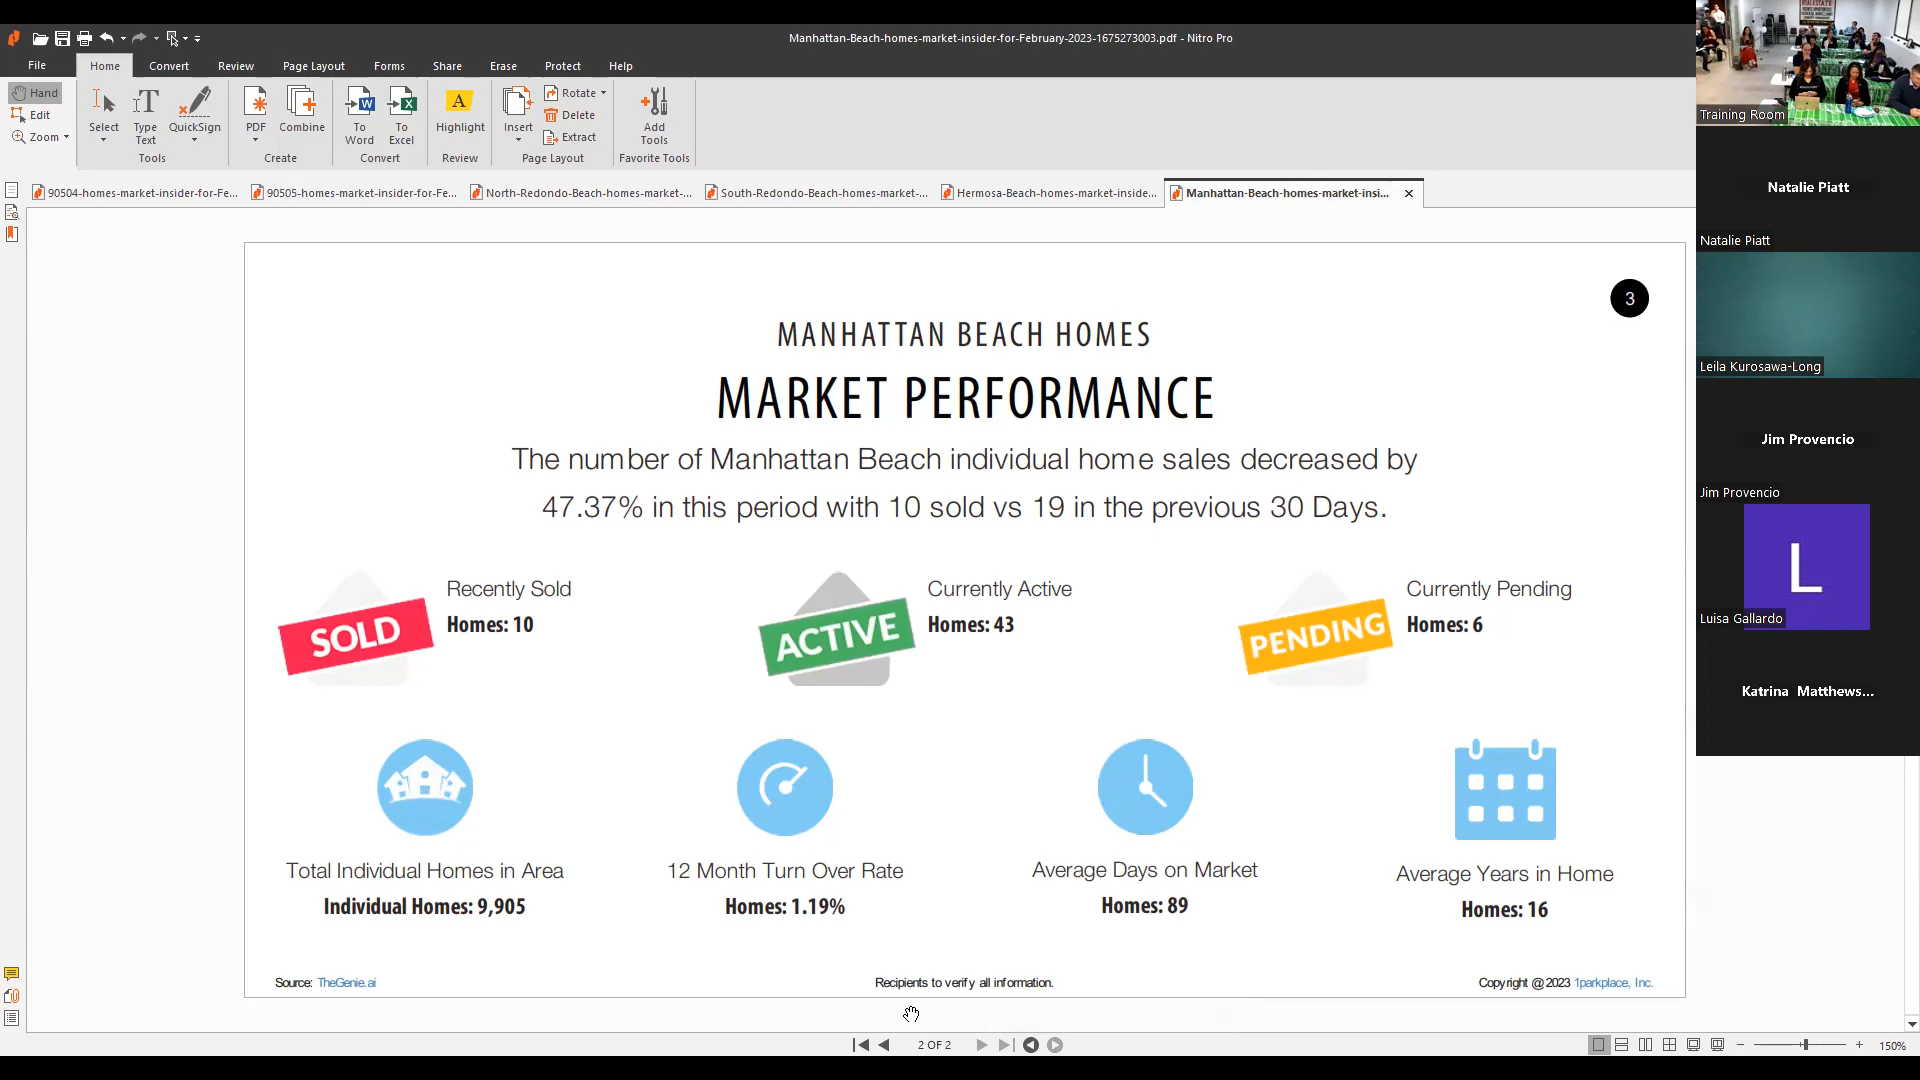 Manhattan-Beach-homes-market-insider-for-February-2023-1675273003.pdf - Nitro Pro
File Home Convert Review Page Layout Forms Share Erase Protect Help
Hand
Edit
Zoom
Select
Type Text
QuickSign
Tools
PDF
Combine
Create
To Word
To Excel
Convert
Highlight
Review
Insert
Rotate
Delete
Extract
Page Layout
Add Tools
Favorite Tools
90504-homes-market-insider-for-Fe... 90505-homes-market-insider-for-Fe... North-Redondo-Beach-homes-market-... South-Redondo-Beach-homes-market-... Hermosa-Beach-homes-market-inside... Manhattan-Beach-homes-market-insi...
3
MANHATTAN BEACH HOMES
MARKET PERFORMANCE
The number of Manhattan Beach individual home sales decreased by
47.37% in this period with 10 sold vs 19 in the previous 30 Days.
SOLD
Recently Sold
Homes: 10
ACTIVE
Currently Active
Homes: 43
PENDING
Currently Pending
Homes: 6
Total Individual Homes in Area
Individual Homes: 9,905
12 Month Turn Over Rate
Homes: 1.19%
Average Days on Market
Homes: 89
Average Years in Home
Homes: 16
Source: TheGenie.ai
Recipients to verify all information.
Copyright @ 2023 1parkplace, Inc.
2 OF 2
150%
Training Room
Natalie Piatt
Natalie Piatt
Leila Kurosawa-Long
Jim Provencio
Jim Provencio
L
Luisa Gallardo
Katrina Matthews...